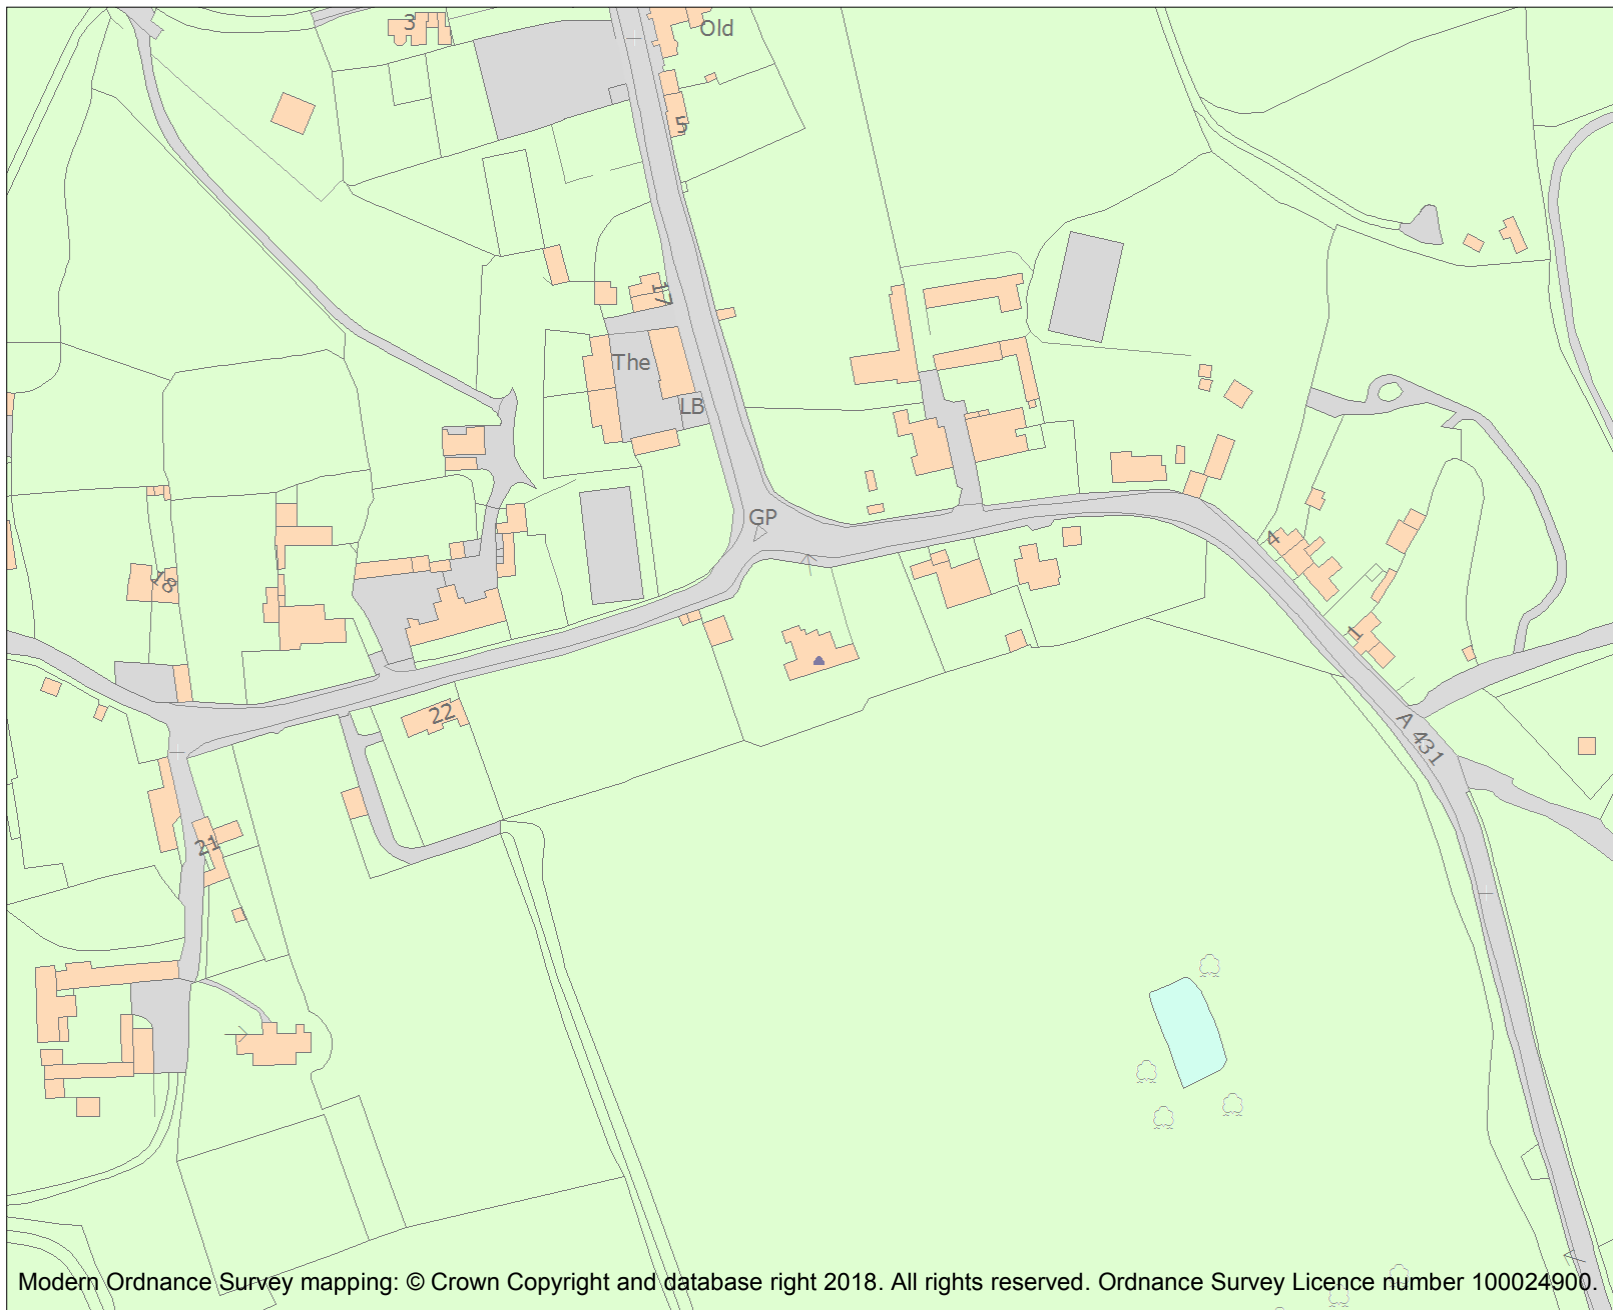 3
Old
5
17
The
LB
GP
4
18
1
22
A 431
21
Modern Ordnance Survey mapping: © Crown Copyright and database right 2018. All rights reserved. Ordnance Survey Licence number 100024900.